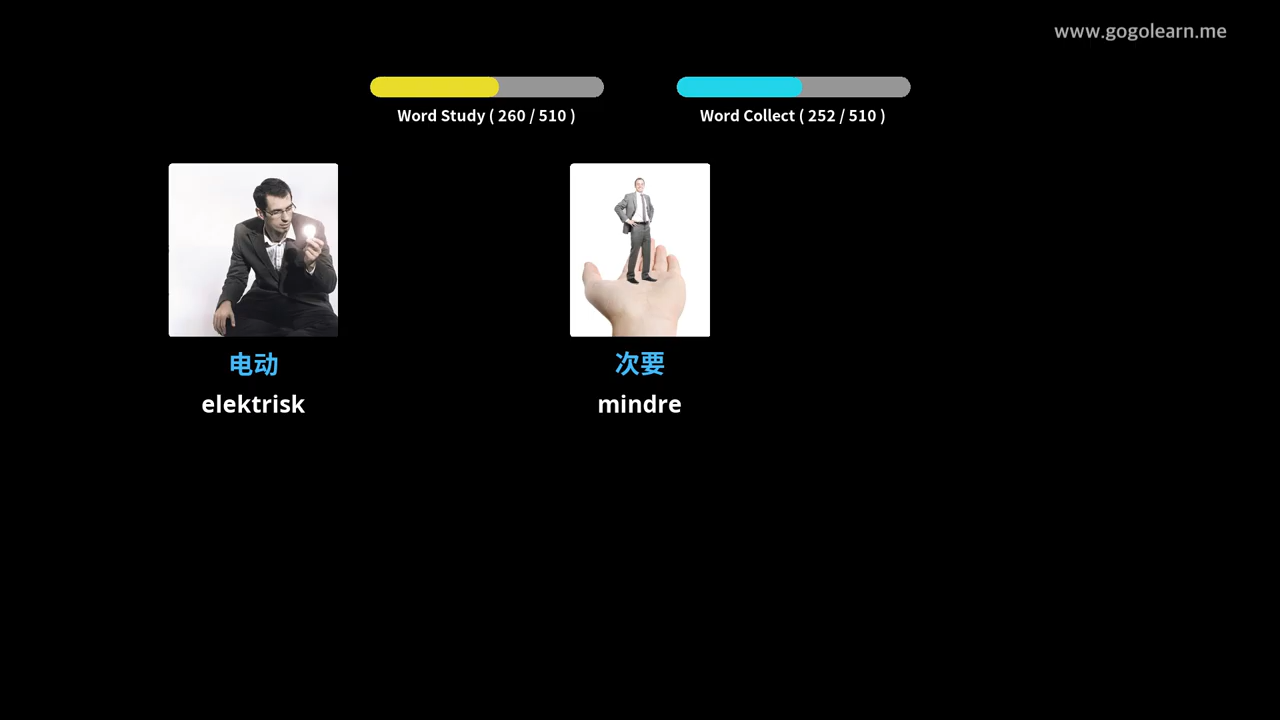 www.gogolearn.me
Word Study ( 260 / 510 )
Word Collect ( 252 / 510 )
电动
次要
elektrisk
mindre